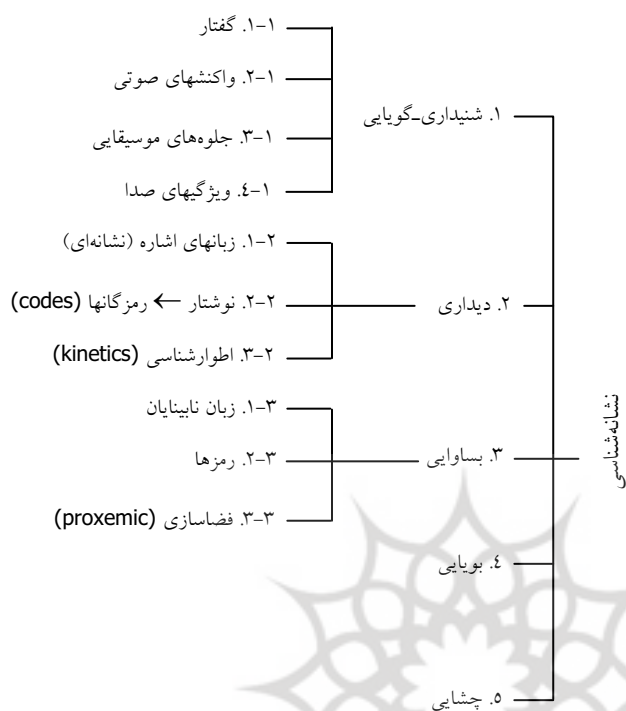 نشانه‌شناسی
۱. شنیداری-گویایی
۱-۱. گفتار
۱-۲. واکنشهای صوتی
۱-۳. جلوه‌های موسیقایی
۱-۴. ویژگیهای صدا
۲. دیداری
۲-۱. زبانهای اشاره (نشانه‌ای)
۲-۲. نوشتار ← رمزگانها (codes)
۲-۳. اطوارشناسی (kinetics)
۳. بساوایی
۳-۱. زبان نابینایان
۳-۲. رمزها
۳-۳. فضاسازی (proxemic)
۴. بویایی
۵. چشایی